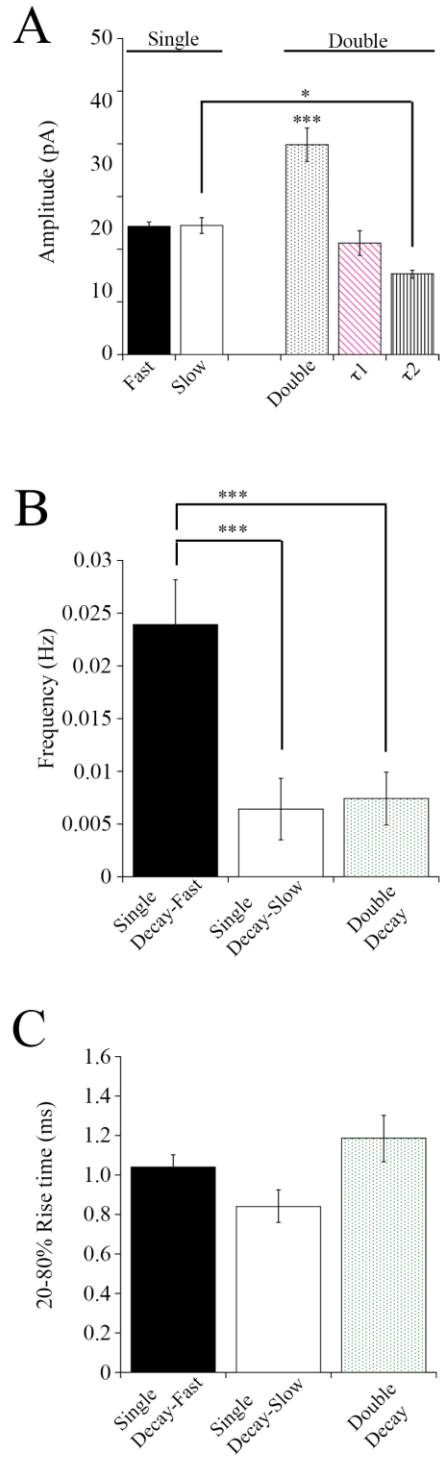 A
Single
Double
*
***
50
40
30
20
10
0
Amplitude (pA)
Fast
Slow
Double
τ1
τ2
B
***
***
0.03
0.025
0.02
0.015
0.01
0.005
0
Frequency (Hz)
Single
Decay-Fast
Single
Decay-Slow
Double
Decay
C
1.6
1.4
1.2
1.0
0.8
0.6
0.4
0.2
0
20-80% Rise time (ms)
Single
Decay-Fast
Single
Decay-Slow
Double
Decay